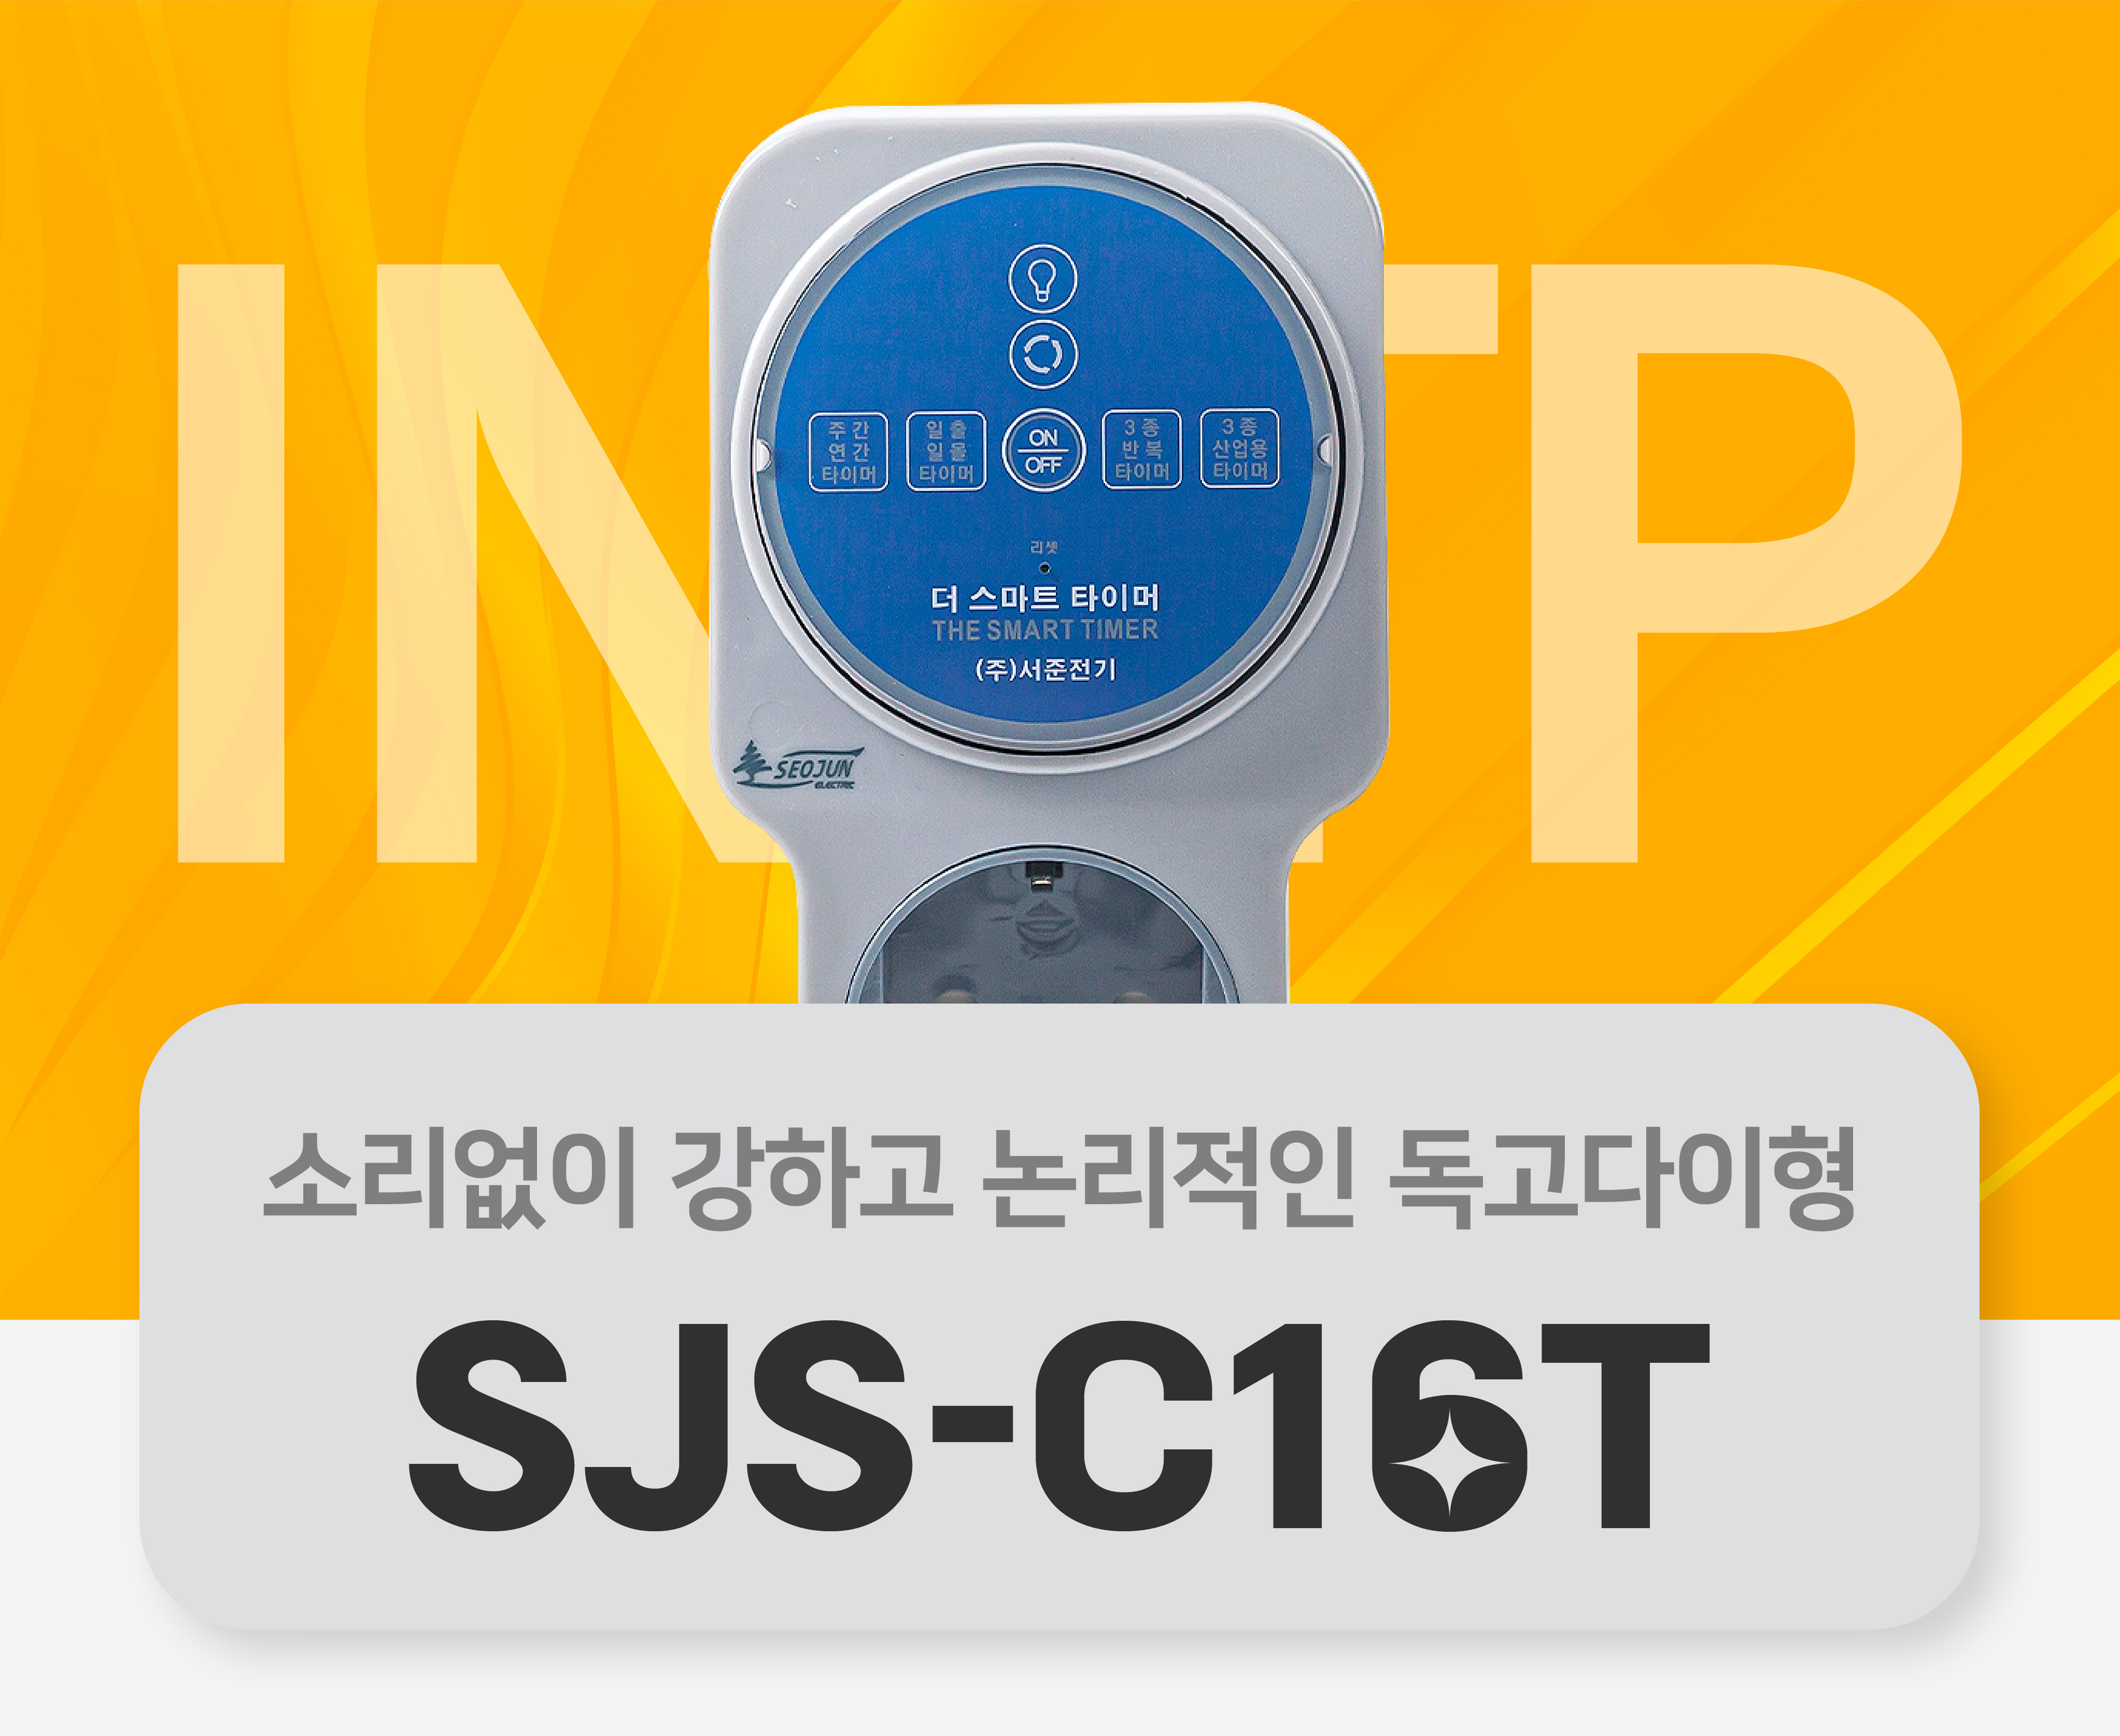 INTP
주 간
연 간
타이머
일 출
일 몰
타이머
ON
OFF
3 종
반 복
타이머
3 종
산업용
타이머
리셋
더 스마트 타이머
THE SMART TIMER
(주)서준전기
SEOJUN
ELECTRIC
소리없이 강하고 논리적인 독고다이형
SJS-C16T